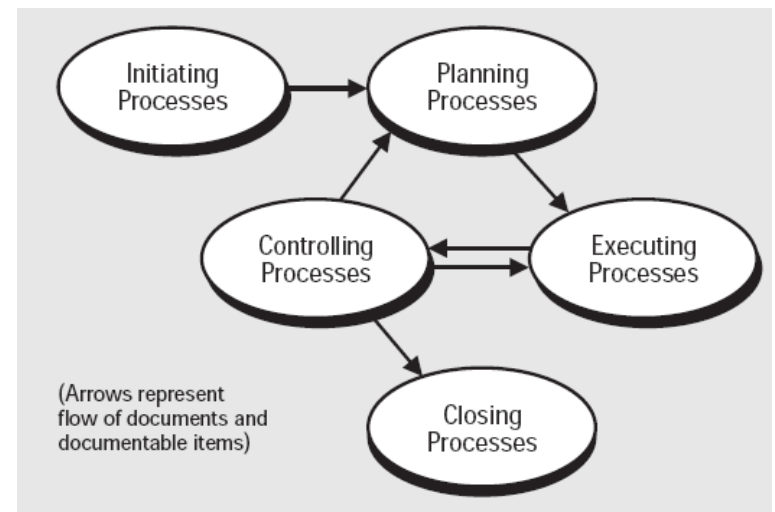 Initiating
Processes
Planning
Processes
Controlling
Processes
Executing
Processes
(Arrows represent
flow of documents and
documentable items)
Closing
Processes